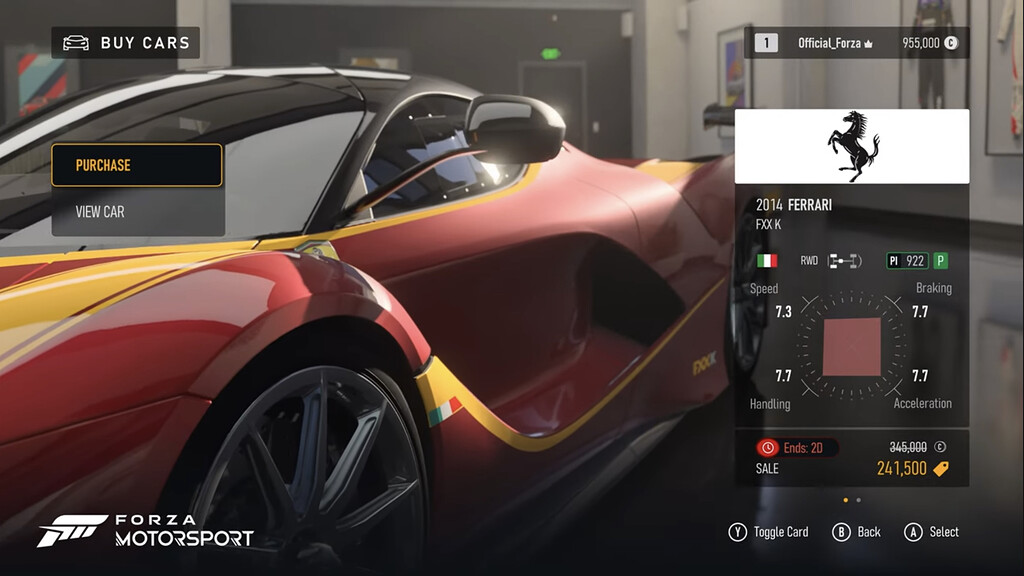 BUY CARS
1 Official_Forza 955,000 C
PURCHASE
VIEW CAR
2014 FERRARI
FXX K
RWD PI 922 P
Speed Braking
7.3 7.7
7.7 7.7
Handling Acceleration
Ends: 2D 345,000 C
SALE 241,500
FXXK
FORZA
MOTORSPORT
Y Toggle Card B Back A Select